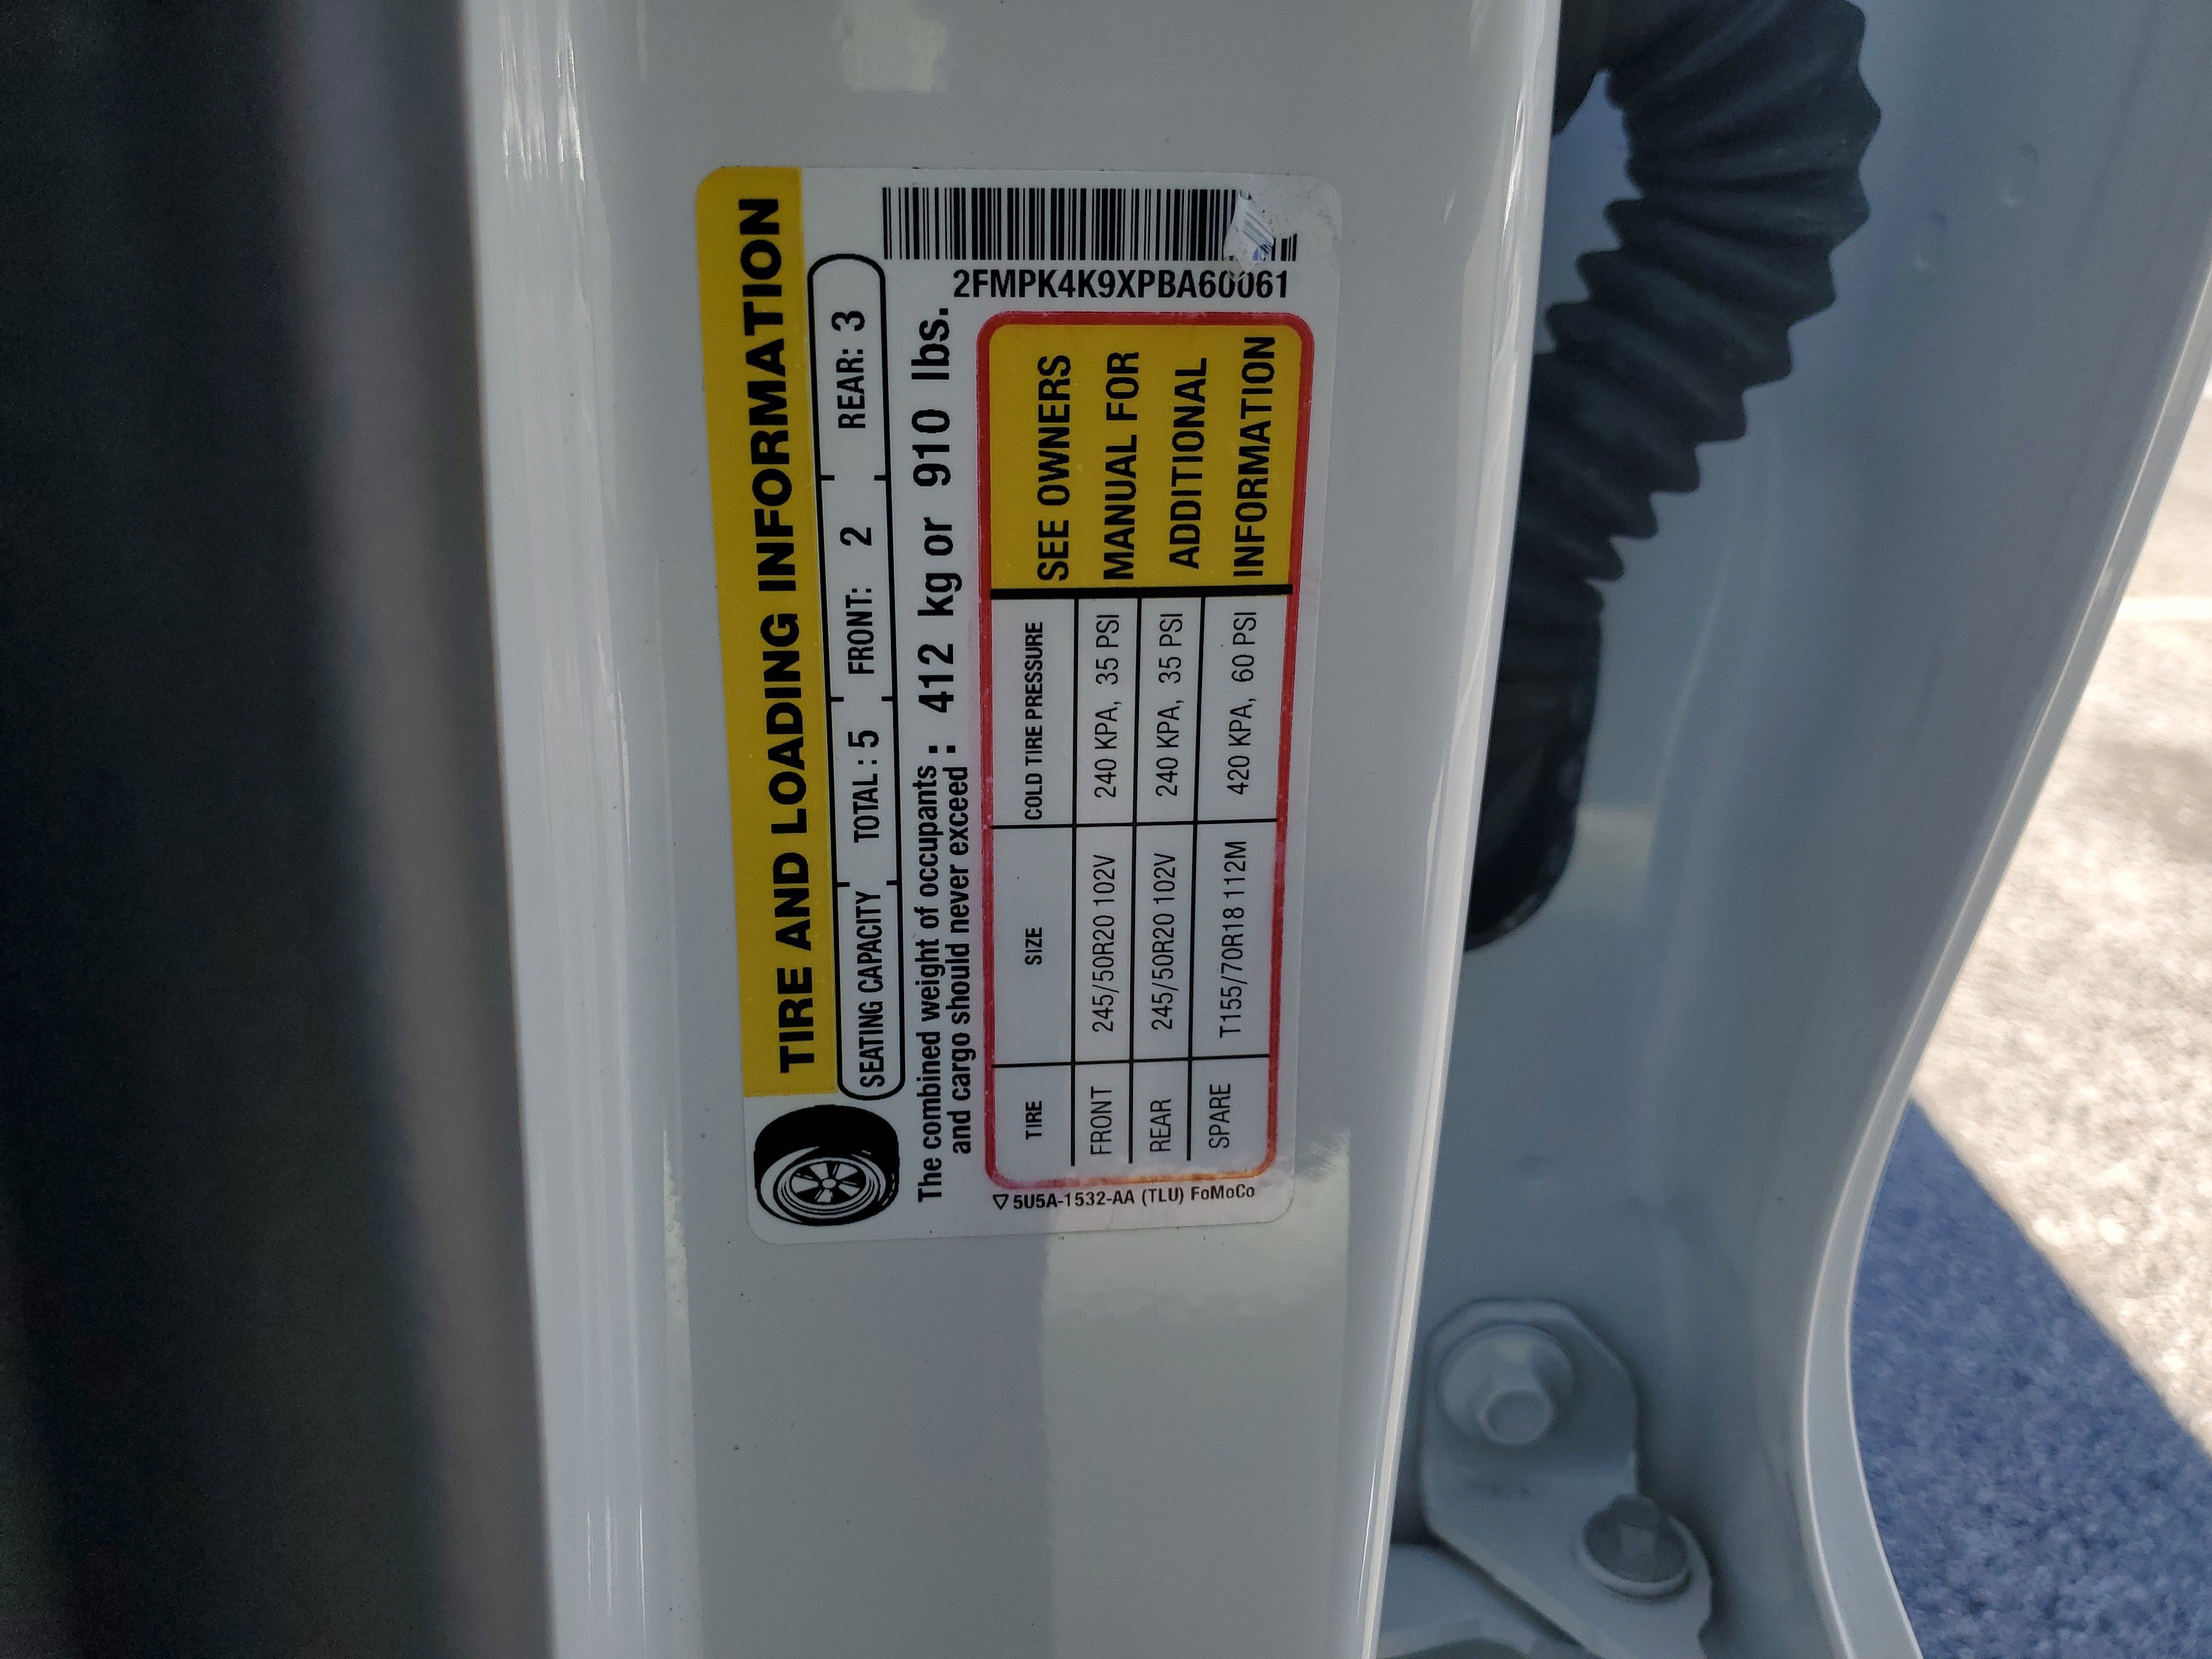 TIRE AND LOADING INFORMATION
SEATING CAPACITY TOTAL : 5 FRONT: 2 REAR: 3
The combined weight of occupants : 412 kg or 910 lbs.
and cargo should never exceed :
2FMPK4K9XPBA60061
TIRE SIZE COLD TIRE PRESSURE
FRONT 245/50R20 102V 240 KPA, 35 PSI
REAR 245/50R20 102V 240 KPA, 35 PSI
SPARE T155/70R18 112M 420 KPA, 60 PSI
SEE OWNERS
MANUAL FOR
ADDITIONAL
INFORMATION
5U5A-1532-AA (TLU) FoMoCo